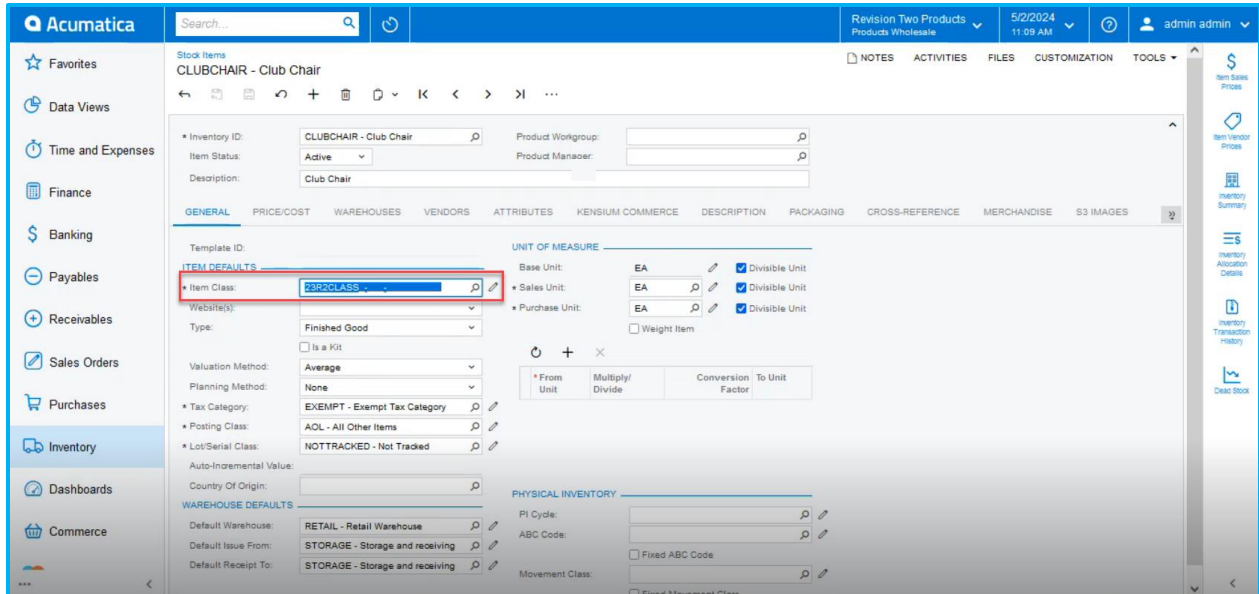 Acumatica
Search...
Revision Two Products
Products Wholesale
5/2/2024
11:09 AM
admin admin
Favorites
Data Views
Time and Expenses
Finance
Banking
Payables
Receivables
Sales Orders
Purchases
Inventory
Dashboards
Commerce
Stock Items
CLUBCHAIR - Club Chair
NOTES ACTIVITIES FILES CUSTOMIZATION TOOLS
* Inventory ID: CLUBCHAIR - Club Chair
Item Status: Active
Description: Club Chair
Product Workgroup:
Product Manager:
GENERAL PRICE/COST WAREHOUSES VENDORS ATTRIBUTES KENSIUM COMMERCE DESCRIPTION PACKAGING CROSS-REFERENCE MERCHANDISE S3 IMAGES
Template ID:
ITEM DEFAULTS
* Item Class: 23R2CLASS_- -
Website(s):
Type: Finished Good
Is a Kit
Valuation Method: Average
Planning Method: None
* Tax Category: EXEMPT - Exempt Tax Category
* Posting Class: AOL - All Other Items
* Lot/Serial Class: NOTTRACKED - Not Tracked
Auto-Incremental Value:
Country Of Origin:
WAREHOUSE DEFAULTS
Default Warehouse: RETAIL - Retail Warehouse
Default Issue From: STORAGE - Storage and receiving
Default Receipt To: STORAGE - Storage and receiving
UNIT OF MEASURE
Base Unit: EA Divisible Unit
* Sales Unit: EA Divisible Unit
* Purchase Unit: EA Divisible Unit
Weight Item
* From Unit Multiply/ Divide Conversion Factor To Unit
PHYSICAL INVENTORY
PI Cycle:
ABC Code:
Fixed ABC Code
Movement Class:
Fixed Movement Class
Item Sales Prices
Item Vendor Prices
Inventory Summary
Inventory Allocation Details
Inventory Transaction History
Dead Stock